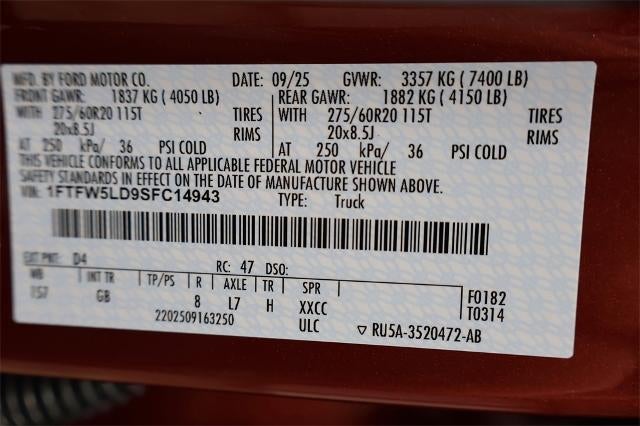 MFD. BY FORD MOTOR CO. DATE: 09/25 GVWR: 3357 KG ( 7400 LB)
FRONT GAWR: 1837 KG ( 4050 LB) REAR GAWR: 1882 KG ( 4150 LB)
WITH 275/60R20 115T TIRES WITH 275/60R20 115T TIRES
20x8.5J RIMS 20x8.5J RIMS
AT 250 kPa/ 36 PSI COLD AT 250 kPa/ 36 PSI COLD
THIS VEHICLE CONFORMS TO ALL APPLICABLE FEDERAL MOTOR VEHICLE
SAFETY STANDARDS IN EFFECT ON THE DATE OF MANUFACTURE SHOWN ABOVE.
VIN: 1FTFW5LD9SFC14943 TYPE: Truck
EXT PNT: D4 RC: 47 DSO:
WB INT TR TP/PS R AXLE TR SPR
157 GB 8 L7 H XXCC F0182
2202509163250 ULC T0314
▽ RU5A-3520472-AB